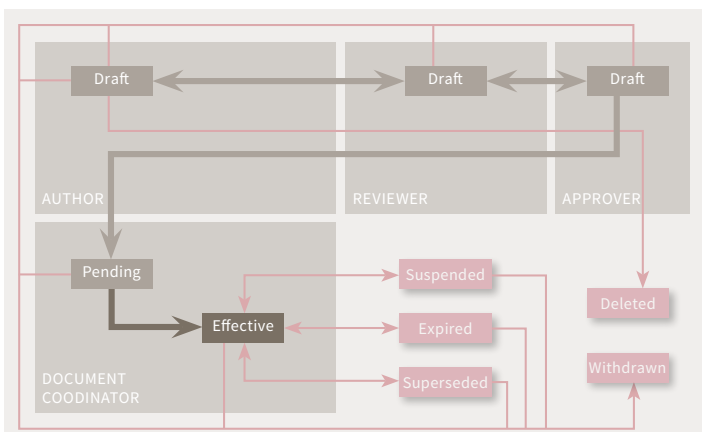 Draft
Draft
Draft
AUTHOR
REVIEWER
APPROVER
Pending
Suspended
Deleted
Effective
Expired
Withdrawn
Superseded
DOCUMENT
COODINATOR